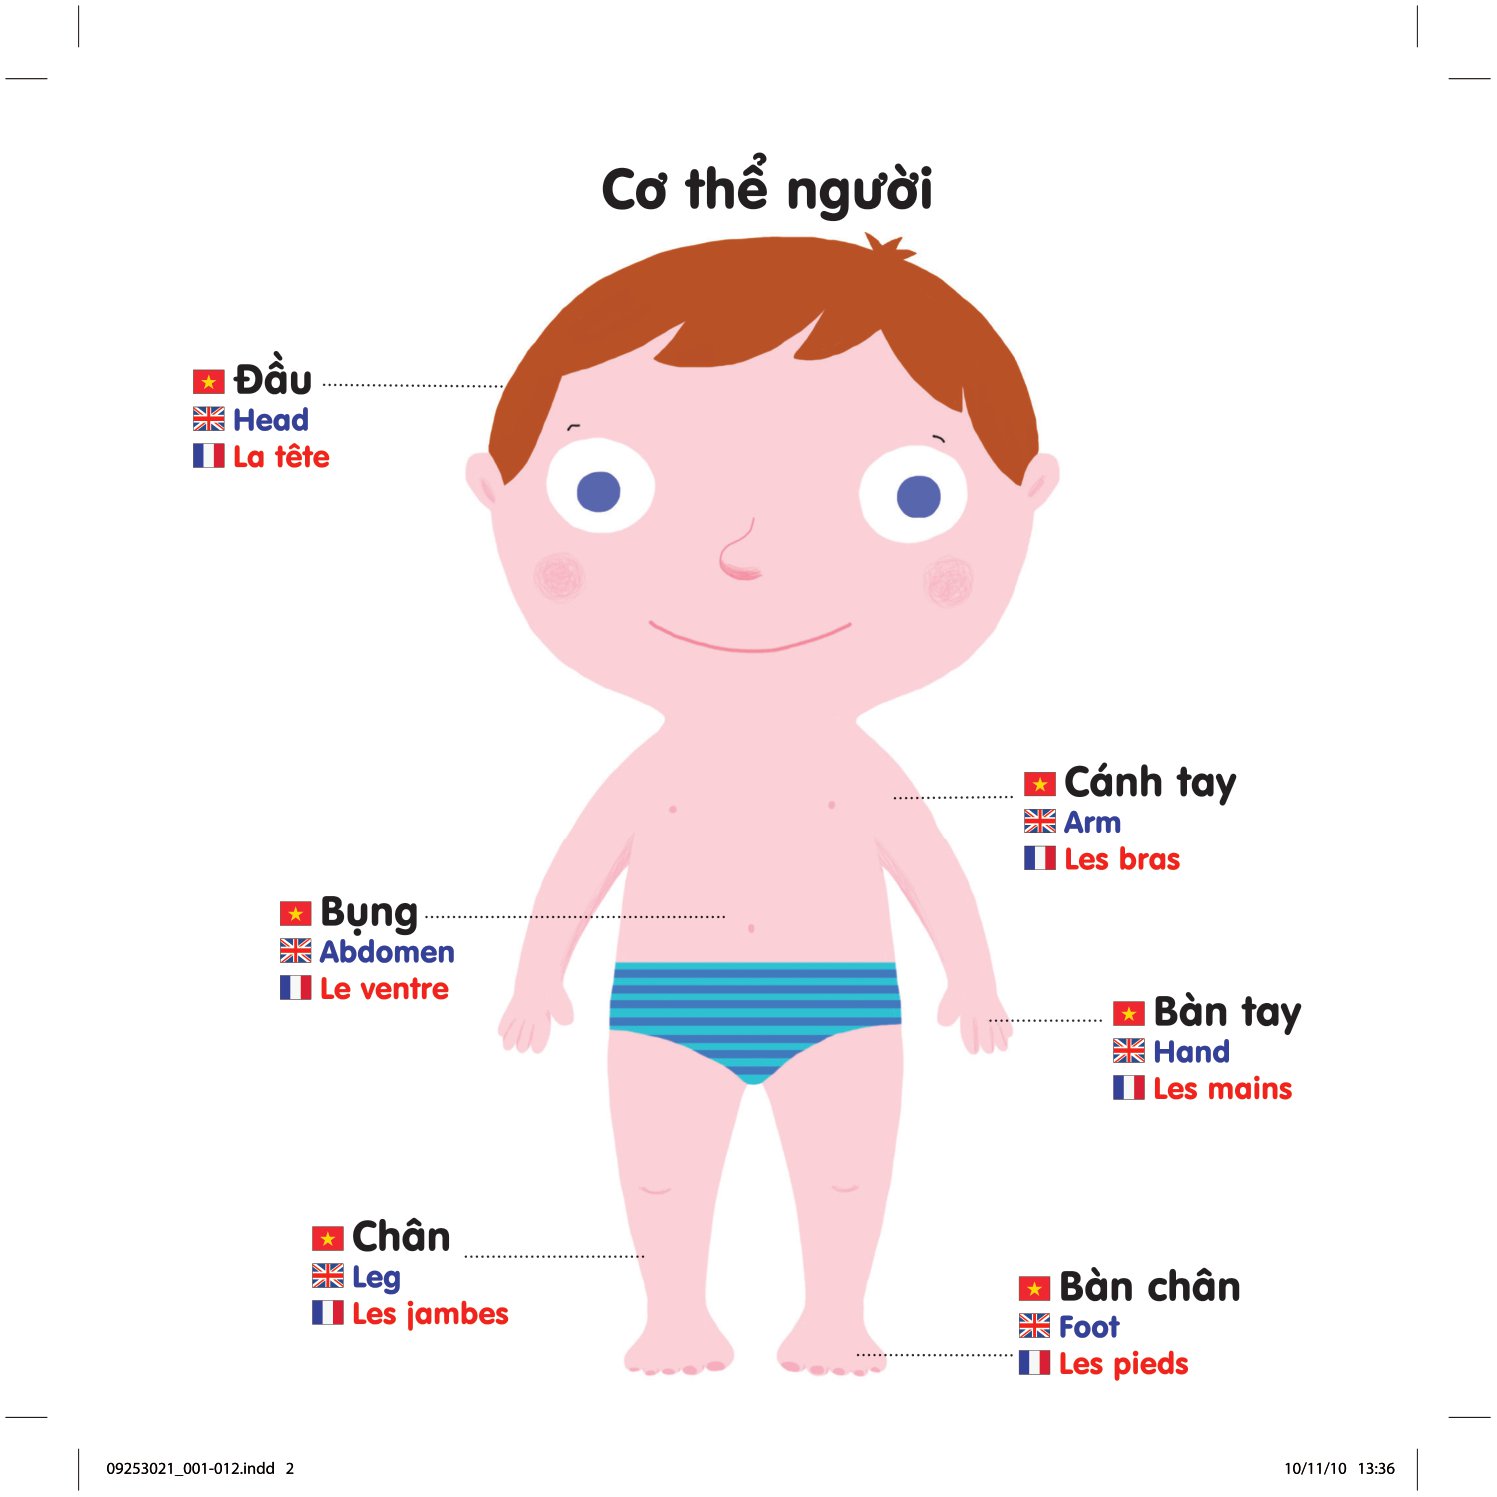 Cơ thể người
Đầu
Head
La tête
Cánh tay
Arm
Les bras
Bụng
Abdomen
Le ventre
Bàn tay
Hand
Les mains
Chân
Leg
Les jambes
Bàn chân
Foot
Les pieds
09253021_001-012.indd 2
10/11/10 13:36